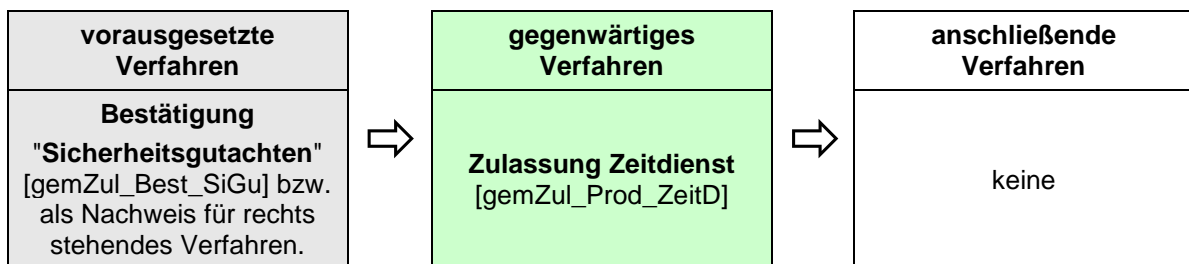 vorausgesetzte
Verfahren
Bestätigung
"Sicherheitsgutachten"
[gemZul_Best_SiGu] bzw.
als Nachweis für rechts
stehendes Verfahren.
gegenwärtiges
Verfahren
Zulassung Zeitdienst
[gemZul_Prod_ZeitD]
anschließende
Verfahren
keine